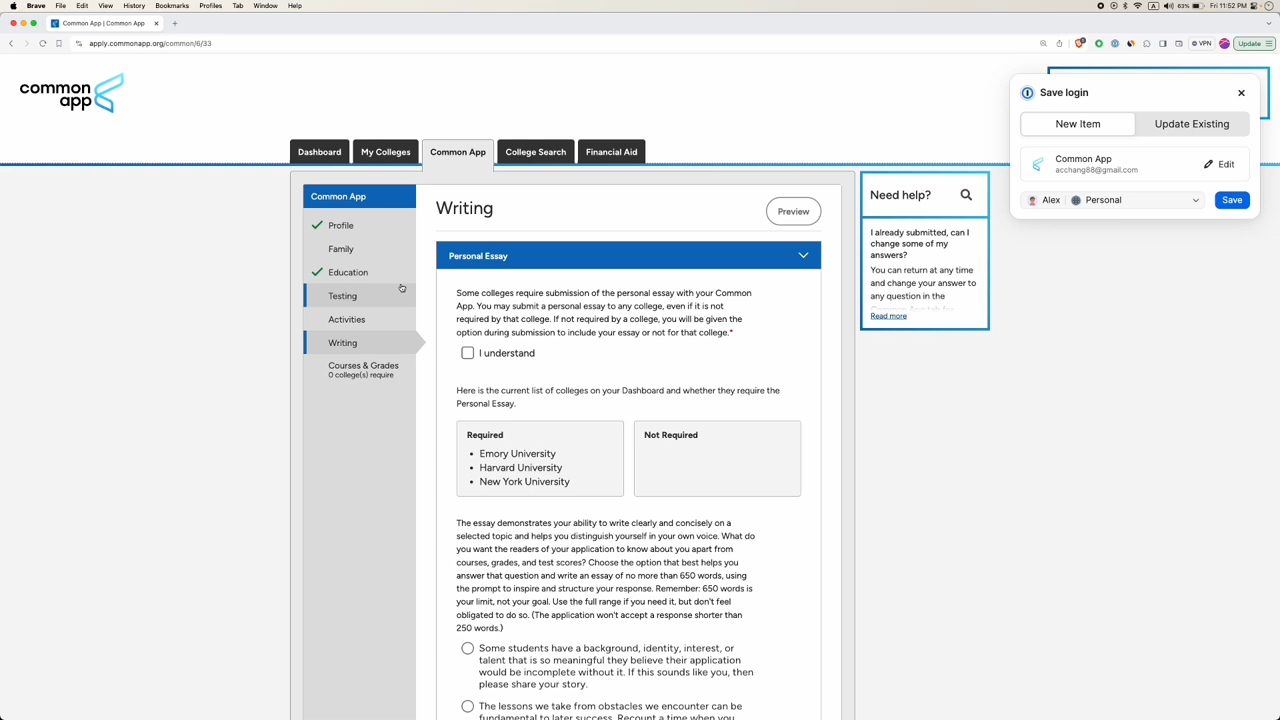 Brave File Edit View History Bookmarks Profiles Tab Window Help
A 63% Fri 11:52 PM
Common App | Common App
apply.commonapp.org/common/6/33
VPN
Update
common
app
Save login
New Item
Update Existing
Common App
acchang88@gmail.com
Edit
Alex
Personal
Save
Dashboard
My Colleges
Common App
College Search
Financial Aid
Common App
Profile
Family
Education
Testing
Activities
Writing
Courses & Grades
0 college(s) require
Writing
Preview
Personal Essay
Some colleges require submission of the personal essay with your Common
App. You may submit a personal essay to any college, even if it is not
required by that college. If not required by a college, you will be given the
option during submission to include your essay or not for that college.*
I understand
Here is the current list of colleges on your Dashboard and whether they require the
Personal Essay.
Required
• Emory University
• Harvard University
• New York University
Not Required
The essay demonstrates your ability to write clearly and concisely on a
selected topic and helps you distinguish yourself in your own voice. What do
you want the readers of your application to know about you apart from
courses, grades, and test scores? Choose the option that best helps you
answer that question and write an essay of no more than 650 words, using
the prompt to inspire and structure your response. Remember: 650 words is
your limit, not your goal. Use the full range if you need it, but don't feel
obligated to do so. (The application won't accept a response shorter than
250 words.)
Some students have a background, identity, interest, or
talent that is so meaningful they believe their application
would be incomplete without it. If this sounds like you, then
please share your story.
The lessons we take from obstacles we encounter can be
fundamental to later success. Recount a time when you
Need help?
I already submitted, can I
change some of my
answers?
You can return at any time
and change your answer to
any question in the
Common App tab for
Read more